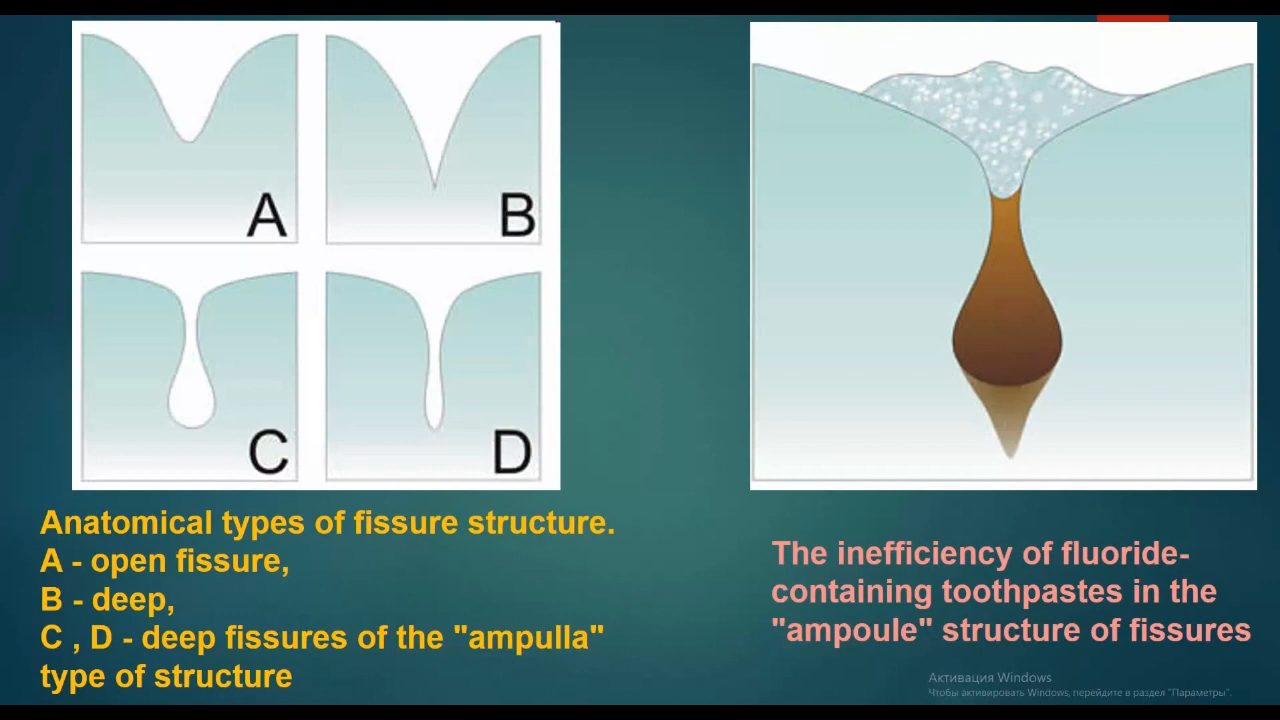 A
B
C
D
Anatomical types of fissure structure.
A - open fissure,
B - deep,
C , D - deep fissures of the "ampulla"
type of structure
The inefficiency of fluoride-
containing toothpastes in the
"ampoule" structure of fissures
Активация Windows
Чтобы активировать Windows, перейдите в раздел "Параметры".